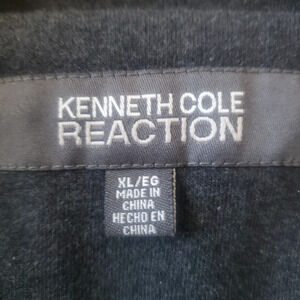 KENNETH COLE
REACTION
XL/EG
MADE IN
CHINA
HECHO EN
CHINA